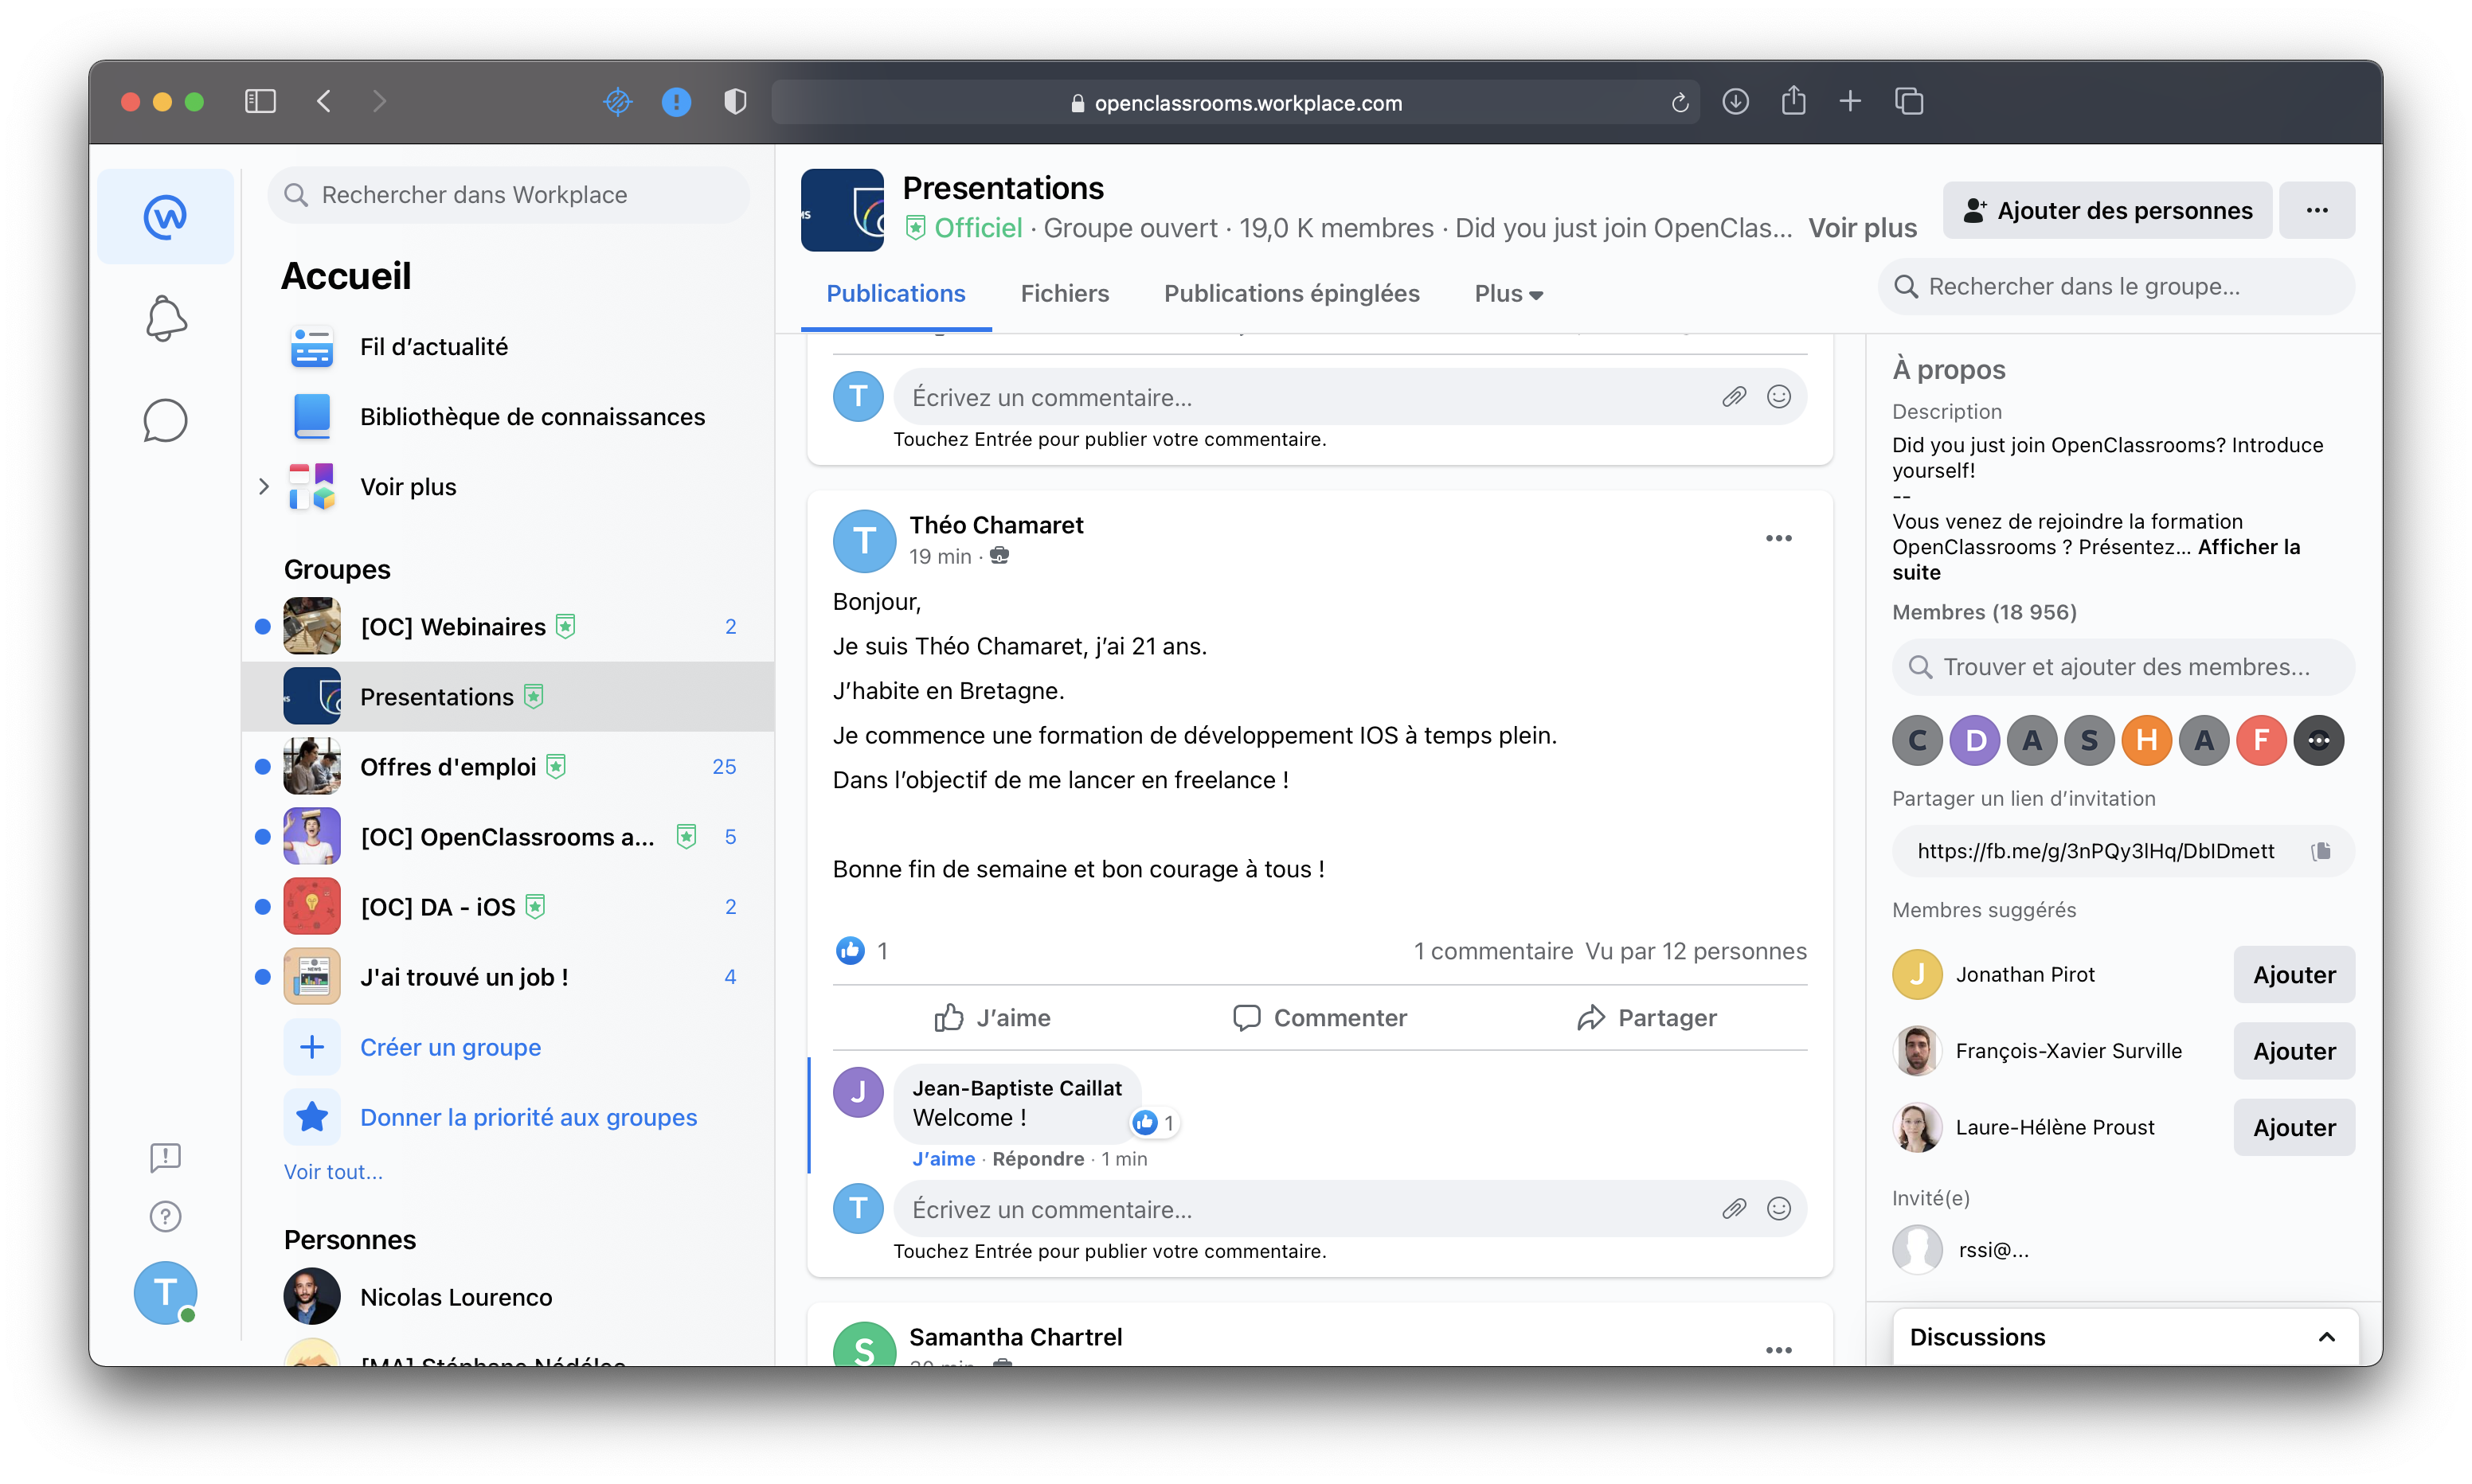 openclassrooms.workplace.com
Rechercher dans Workplace
Accueil
Fil d’actualité
Bibliothèque de connaissances
Voir plus
Groupes
[OC] Webinaires 2
Presentations
Offres d'emploi 25
[OC] OpenClassrooms a... 5
[OC] DA - iOS 2
J'ai trouvé un job ! 4
Créer un groupe
Donner la priorité aux groupes
Voir tout...
Personnes
Nicolas Lourenco
[MA] Stéphane Nédélec
T
Presentations
Officiel · Groupe ouvert · 19,0 K membres · Did you just join OpenClas... Voir plus
Ajouter des personnes
Publications Fichiers Publications épinglées Plus
Rechercher dans le groupe...
T
Écrivez un commentaire...
Touchez Entrée pour publier votre commentaire.
T
Théo Chamaret
19 min ·
Bonjour,
Je suis Théo Chamaret, j’ai 21 ans.
J’habite en Bretagne.
Je commence une formation de développement IOS à temps plein.
Dans l’objectif de me lancer en freelance !
Bonne fin de semaine et bon courage à tous !
1
1 commentaire Vu par 12 personnes
J’aime Commenter Partager
J
Jean-Baptiste Caillat
Welcome !
1
J’aime · Répondre · 1 min
T
Écrivez un commentaire...
Touchez Entrée pour publier votre commentaire.
S
Samantha Chartrel
À propos
Description
Did you just join OpenClassrooms? Introduce
yourself!
--
Vous venez de rejoindre la formation
OpenClassrooms ? Présentez... Afficher la
suite
Membres (18 956)
Trouver et ajouter des membres...
C D A S H A F
Partager un lien d’invitation
https://fb.me/g/3nPQy3lHq/DbIDmett
Membres suggérés
J
Jonathan Pirot Ajouter
François-Xavier Surville Ajouter
Laure-Hélène Proust Ajouter
Invité(e)
rssi@...
Discussions